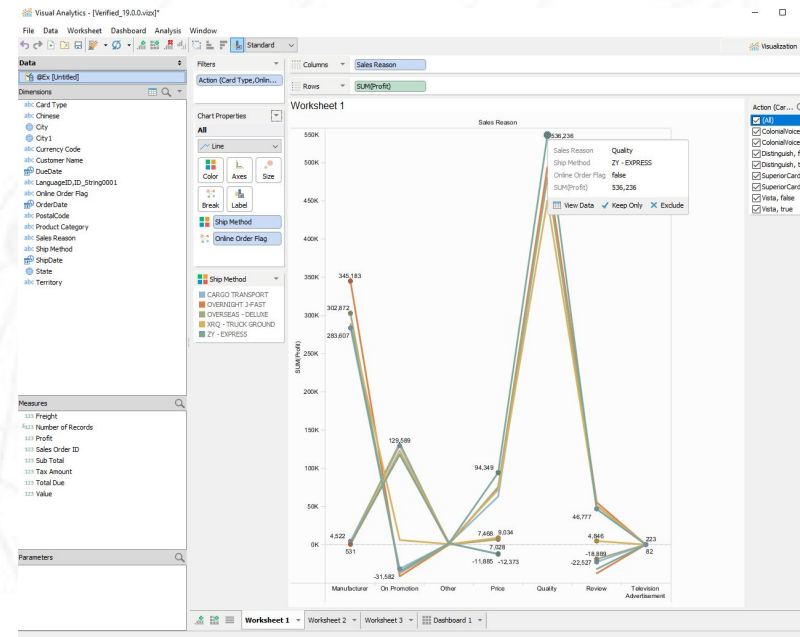 Visual Analytics - [Verified_19.0.0.vizx]*
File Data Worksheet Dashboard Analysis Window
Standard
Visualization
Data
@Ex [Untitled]
Dimensions
abc Card Type
abc Chinese
City
City1
abc Currency Code
abc Customer Name
DueDate
abc LanguageID,ID_String0001
abc Online Order Flag
OrderDate
abc PostalCode
abc Product Category
abc Sales Reason
abc Ship Method
ShipDate
State
abc Territory
Measures
123 Freight
123 Number of Records
123 Profit
123 Sales Order ID
123 Sub Total
123 Tax Amount
123 Total Due
123 Value
Parameters
Filters
Action (Card Type,Onlin...
Chart Properties
All
Line
Color Axes Size
Break Label
Ship Method
Online Order Flag
Ship Method
CARGO TRANSPORT
OVERNIGHT J-FAST
OVERSEAS - DELUXE
XRQ - TRUCK GROUND
ZY - EXPRESS
Columns Sales Reason
Rows SUM(Profit)
Worksheet 1
Sales Reason
SUM(Profit)
550K
500K
450K
400K
350K
300K
250K
200K
150K
100K
50K
0K
536,236
345,183
302,872
283,607
129,589
94,349
46,777
4,522
531
-31,582
7,468 9,034
7,028
-11,885 -12,373
4,846
-18,889
-22,527
223
82
Manufacturer On Promotion Other Price Quality Review Television Advertisement
Sales Reason Quality
Ship Method ZY - EXPRESS
Online Order Flag false
SUM(Profit) 536,236
View Data Keep Only Exclude
Action (Car...
(All)
ColonialVoice
ColonialVoice
Distinguish, f
Distinguish, t
SuperiorCard
SuperiorCard
Vista, false
Vista, true
Worksheet 1 Worksheet 2 Worksheet 3 Dashboard 1